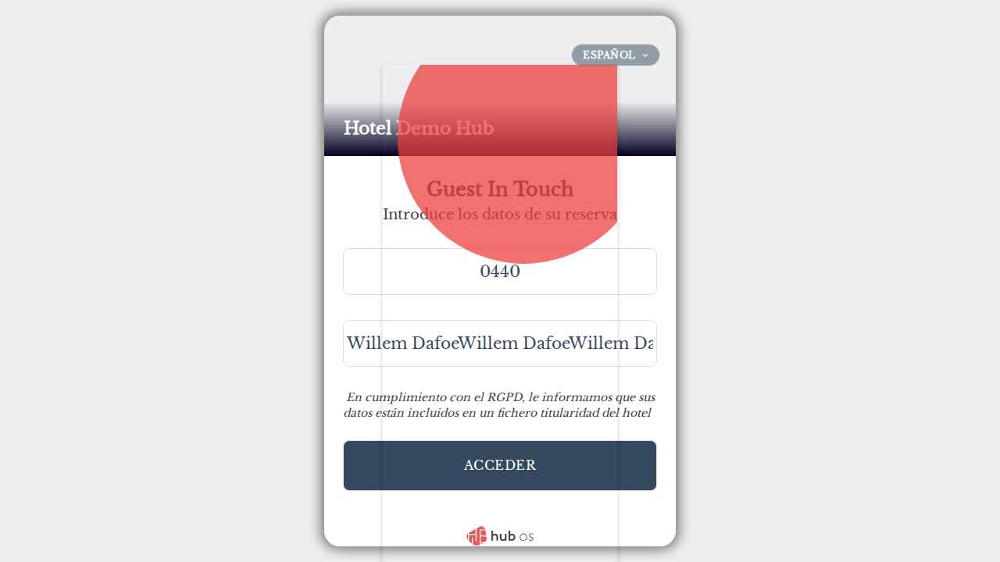 ESPAÑOL
Hotel Demo Hub
Guest In Touch
Introduce los datos de su reserva
0440
Willem DafoeWillem DafoeWillem Da
En cumplimiento con el RGPD, le informamos que sus
datos están incluidos en un fichero titularidad del hotel
ACCEDER
hub os